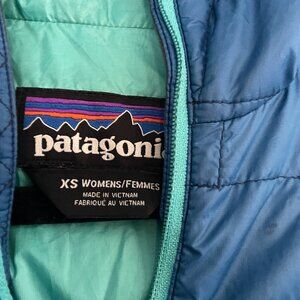 patagonia
XS WOMENS/FEMMES
MADE IN VIETNAM
FABRIQUÉ AU VIETNAM